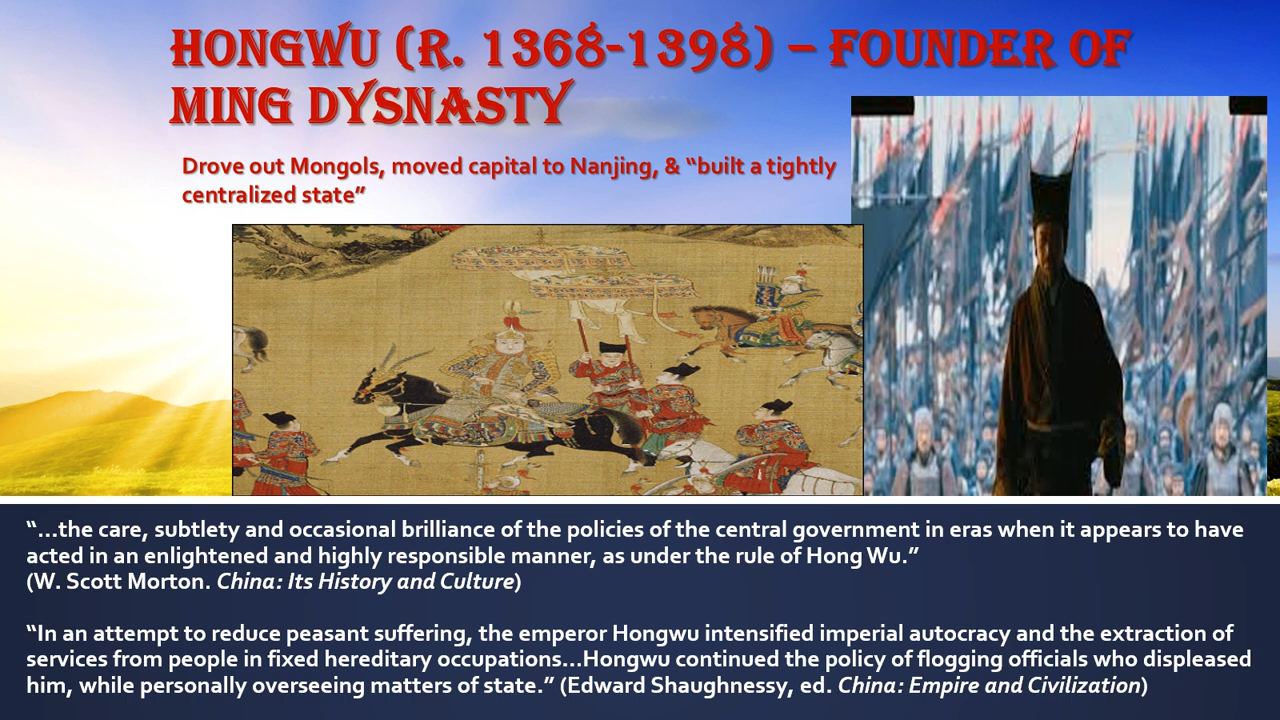 HONGWU (R. 1368-1398) – FOUNDER OF
MING DYSNASTY
Drove out Mongols, moved capital to Nanjing, & “built a tightly
centralized state”
“…the care, subtlety and occasional brilliance of the policies of the central government in eras when it appears to have
acted in an enlightened and highly responsible manner, as under the rule of Hong Wu.”
(W. Scott Morton. China: Its History and Culture)
“In an attempt to reduce peasant suffering, the emperor Hongwu intensified imperial autocracy and the extraction of
services from people in fixed hereditary occupations…Hongwu continued the policy of flogging officials who displeased
him, while personally overseeing matters of state.” (Edward Shaughnessy, ed. China: Empire and Civilization)